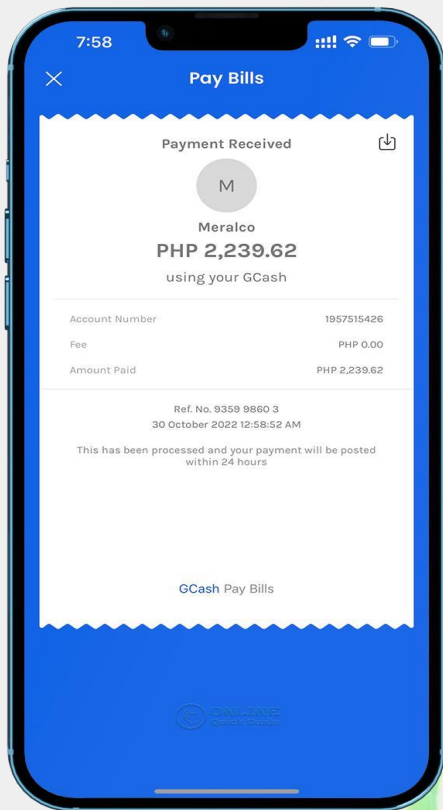 7:58
Pay Bills
Payment Received
M
Meralco
PHP 2,239.62
using your GCash
Account Number 1957515426
Fee PHP 0.00
Amount Paid PHP 2,239.62
Ref. No. 9359 9860 3
30 October 2022 12:58:52 AM
This has been processed and your payment will be posted
within 24 hours
GCash Pay Bills
ONLINE
Quick Guide